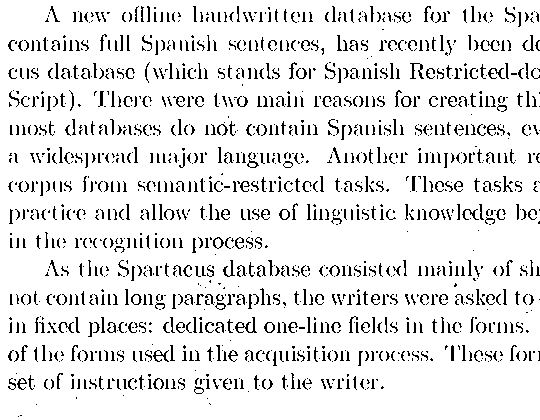 A new offline handwritten database for the Spa
contains full Spanish sentences, has recently been de
cus database (which stands for Spanish Restricted-do
Script). There were two main reasons for creating thi
most databases do not contain Spanish sentences, ev
a widespread major language. Another important re
corpus from semantic-restricted tasks. These tasks a
practice and allow the use of linguistic knowledge bey
in the recognition process.
As the Spartacus database consisted mainly of sh
not contain long paragraphs, the writers were asked to
in fixed places: dedicated one-line fields in the forms.
of the forms used in the acquisition process. These for
set of instructions given to the writer.